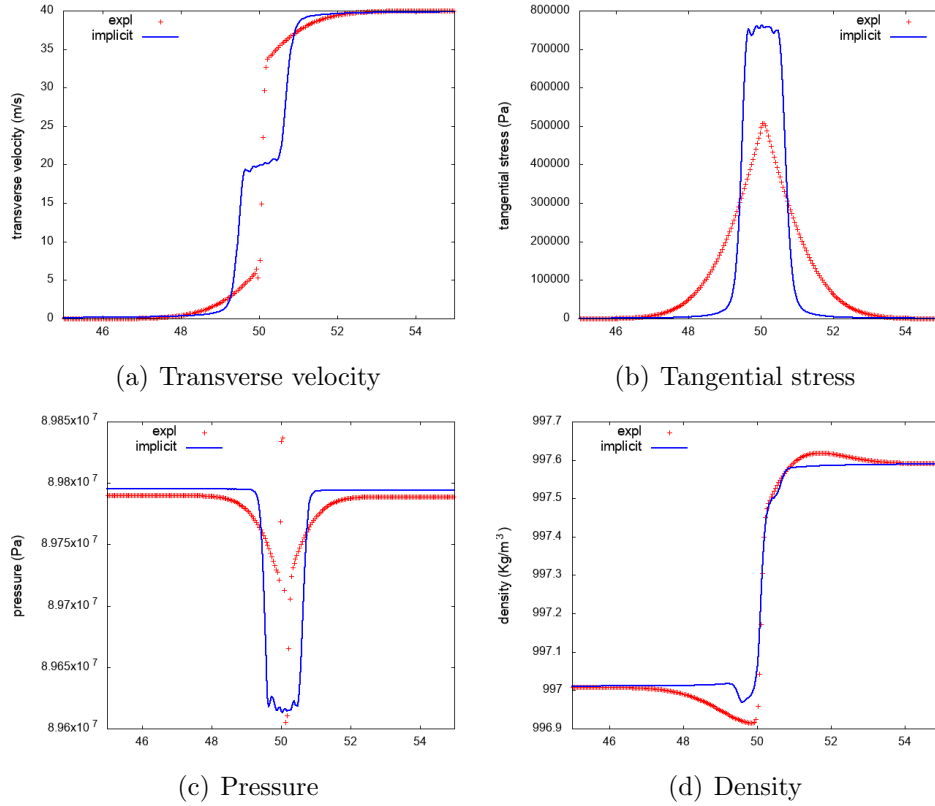 40
35
30
25
20
15
10
5
0
46 48 50 52 54
transverse velocity (m/s)
expl
implicit
(a) Transverse velocity
800000
700000
600000
500000
400000
300000
200000
100000
0
46 48 50 52 54
tangential stress (Pa)
expl
implicit
(b) Tangential stress
8.985x10 7
8.98x10 7
8.975x10 7
8.97x10 7
8.965x10 7
8.96x10 7
46 48 50 52 54
pressure (Pa)
expl
implicit
(c) Pressure
997.7
997.6
997.5
997.4
997.3
997.2
997.1
997
996.9
46 48 50 52 54
density (Kg/m³)
expl
implicit
(d) Density